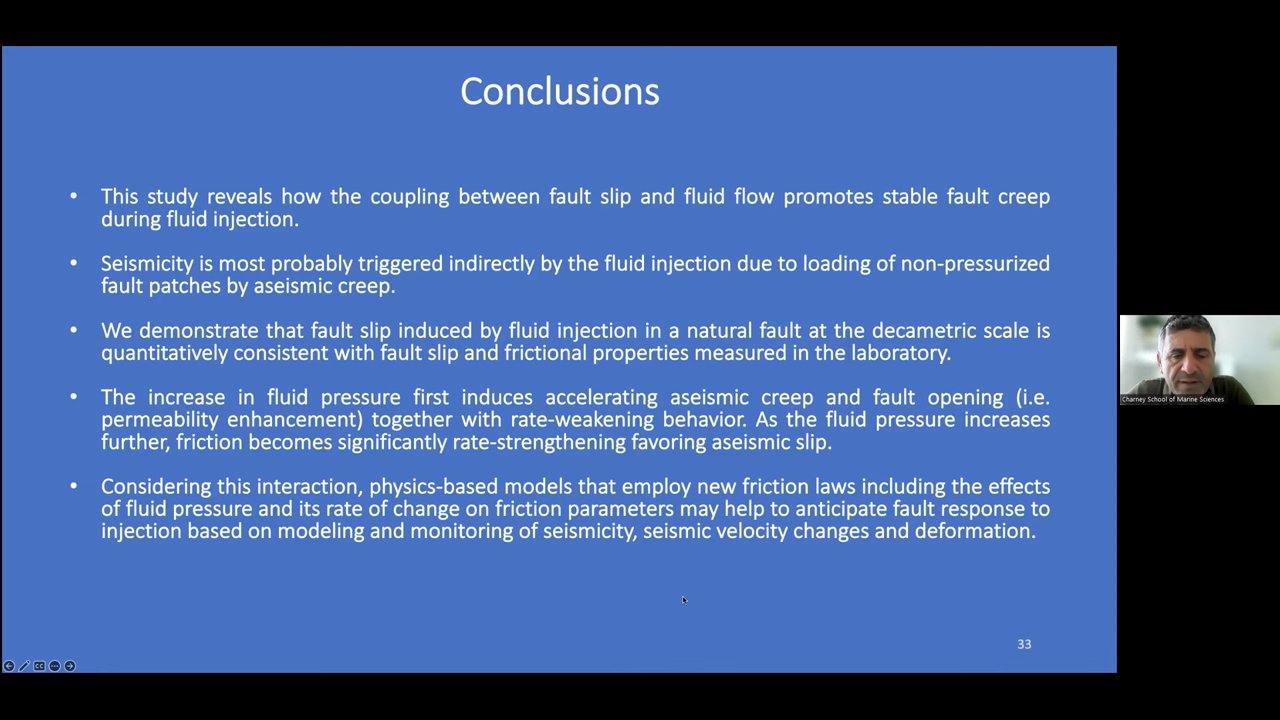 Conclusions
• This study reveals how the coupling between fault slip and fluid flow promotes stable fault creep
during fluid injection.
• Seismicity is most probably triggered indirectly by the fluid injection due to loading of non-pressurized
fault patches by aseismic creep.
• We demonstrate that fault slip induced by fluid injection in a natural fault at the decametric scale is
quantitatively consistent with fault slip and frictional properties measured in the laboratory.
• The increase in fluid pressure first induces accelerating aseismic creep and fault opening (i.e.
permeability enhancement) together with rate-weakening behavior. As the fluid pressure increases
further, friction becomes significantly rate-strengthening favoring aseismic slip.
• Considering this interaction, physics-based models that employ new friction laws including the effects
of fluid pressure and its rate of change on friction parameters may help to anticipate fault response to
injection based on modeling and monitoring of seismicity, seismic velocity changes and deformation.
33
Charney School of Marine Sciences